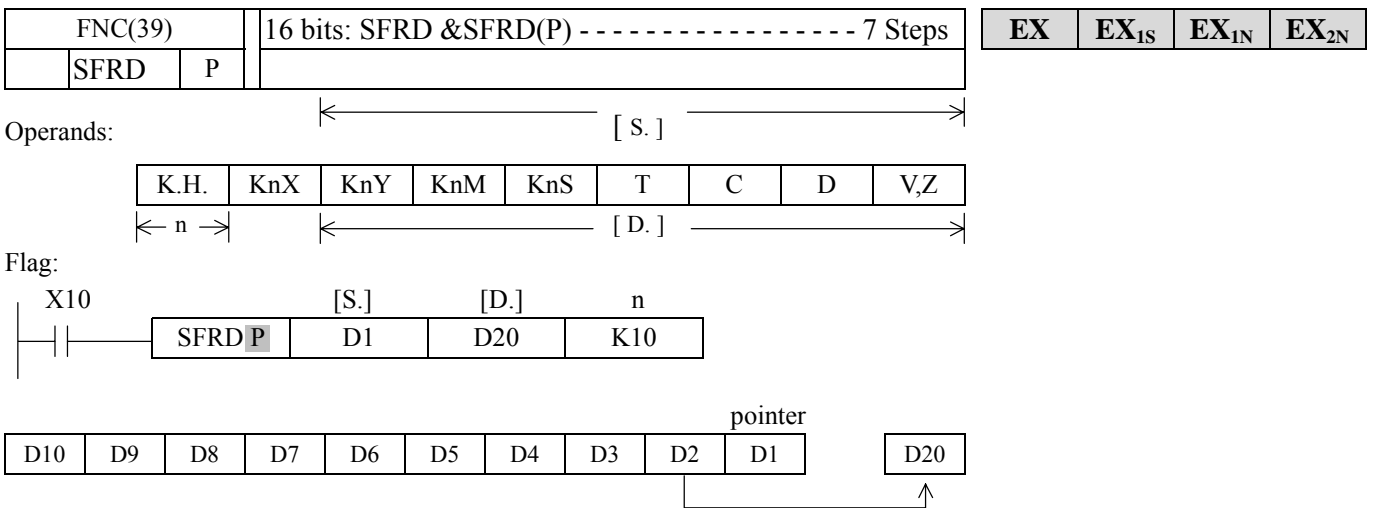 FNC(39) 16 bits: SFRD &SFRD(P) - - - - - - - - - - - - - - - - - 7 Steps EX EX1S EX1N EX2N
SFRD P
Operands: [ S. ]
K.H. KnX KnY KnM KnS T C D V,Z
n [ D. ]
Flag:
X10 [S.] [D.] n
SFRD P D1 D20 K10
pointer
D10 D9 D8 D7 D6 D5 D4 D3 D2 D1 D20